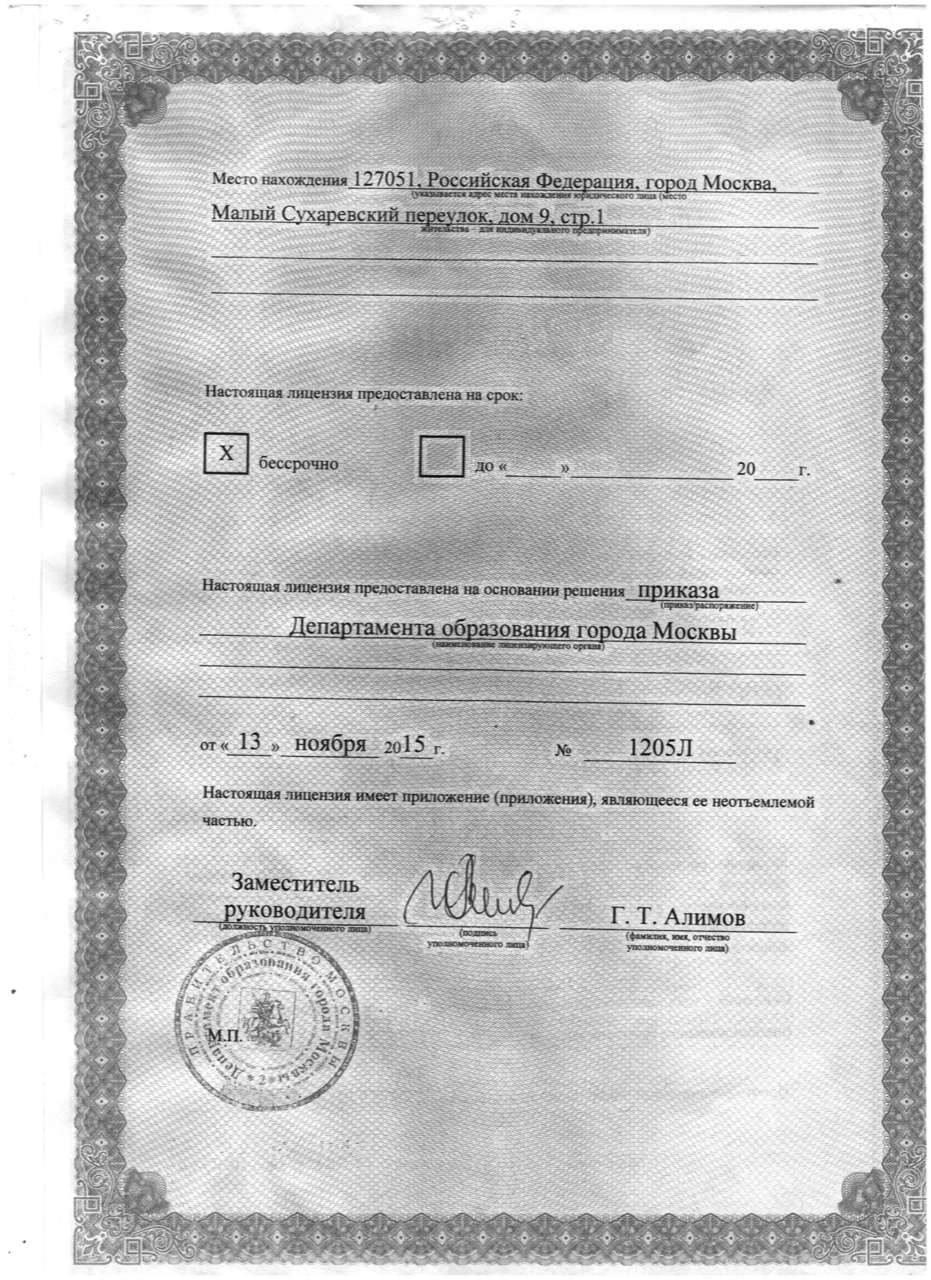 Место нахождения 127051, Российская Федерация, город Москва,
(указывается адрес места нахождения юридического лица (место
Малый Сухаревский переулок, дом 9, стр.1
жительства – для индивидуального предпринимателя)
Настоящая лицензия предоставлена на срок:
X бессрочно до «______»__________________ 20_____г.
Настоящая лицензия предоставлена на основании решения приказа
(приказ/распоряжение)
Департамента образования города Москвы
(наименование лицензирующего органа)
от « 13 » ноября 2015 г. № 1205Л
Настоящая лицензия имеет приложение (приложения), являющееся ее неотъемлемой
частью.
Заместитель
руководителя Г. Т. Алимов
(должность уполномоченного лица) (подпись (фамилия, имя, отчество
уполномоченного лица) уполномоченного лица)
ПРАВИТЕЛЬСТВО МОСКВЫ
Департамент образования города Москвы * 2 *
М.П.